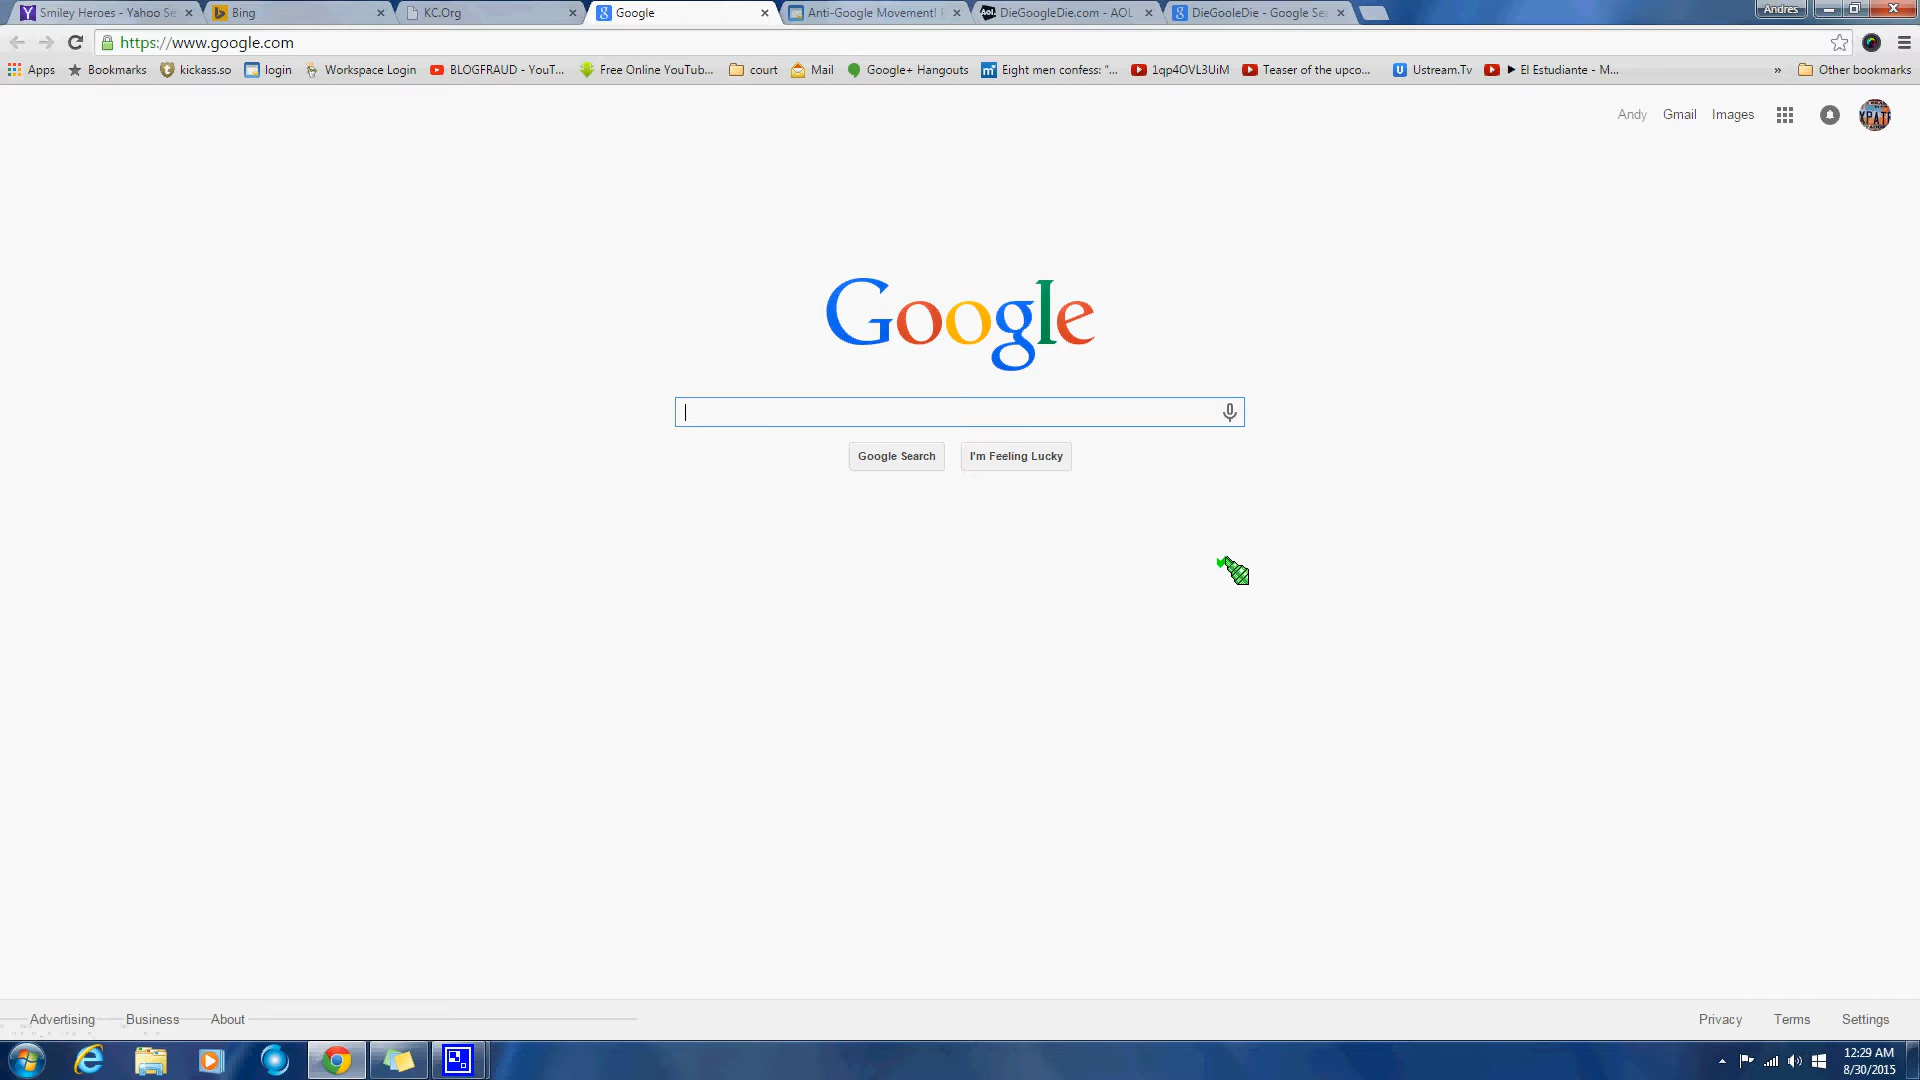 Smiley Heroes - Yahoo Se
Bing
KC.Org
Google
Anti-Google Movement!
DieGoogleDie.com - AOL
DieGooleDie - Google Se
Andres
https://www.google.com
Apps
Bookmarks
kickass.so
login
Workspace Login
BLOGFRAUD - YouT...
Free Online YouTub...
court
Mail
Google+ Hangouts
Eight men confess: "...
1qp4OVL3UiM
Teaser of the upco...
Ustream.Tv
► El Estudiante - M...
»
Other bookmarks
Andy
Gmail
Images
XPATR
Google
Google Search
I'm Feeling Lucky
Advertising
Business
About
Privacy
Terms
Settings
12:29 AM
8/30/2015